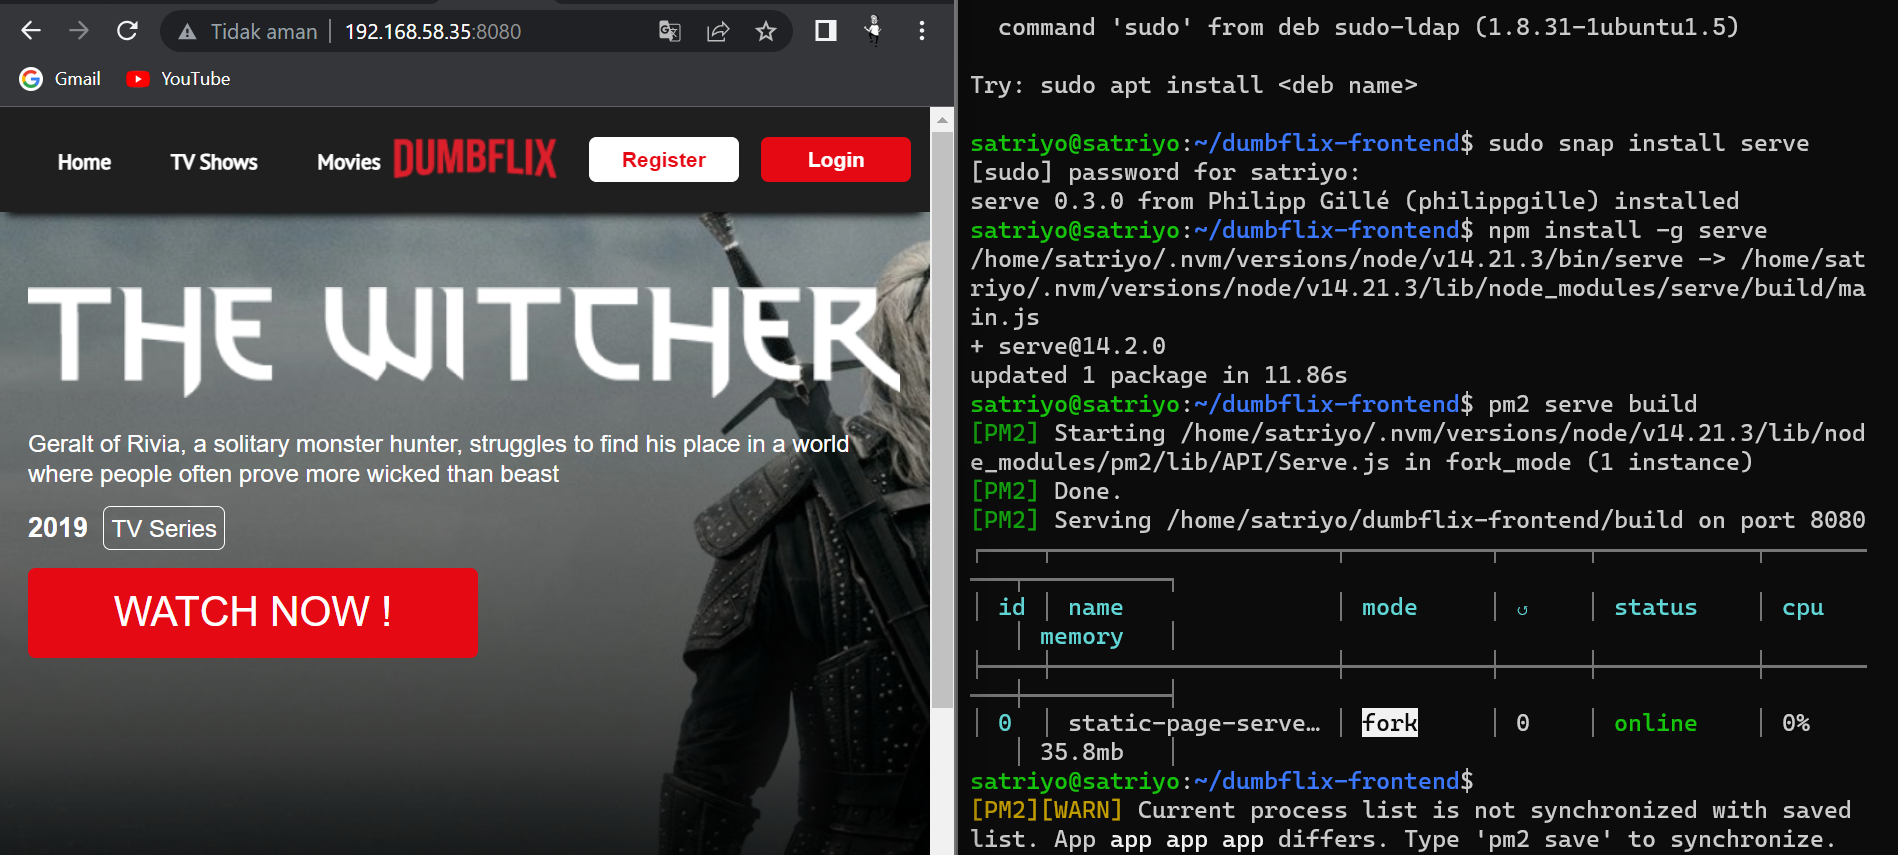 Tidak aman | 192.168.58.35:8080
Gmail YouTube
Home TV Shows Movies DUMBFLIX Register Login
THE WITCHER
Geralt of Rivia, a solitary monster hunter, struggles to find his place in a world
where people often prove more wicked than beast
2019 TV Series
WATCH NOW !
command 'sudo' from deb sudo-ldap (1.8.31-1ubuntu1.5)
Try: sudo apt install <deb name>
satriyo@satriyo:~/dumbflix-frontend$ sudo snap install serve
[sudo] password for satriyo:
serve 0.3.0 from Philipp Gillé (philippgille) installed
satriyo@satriyo:~/dumbflix-frontend$ npm install -g serve
/home/satriyo/.nvm/versions/node/v14.21.3/bin/serve -> /home/sat
riyo/.nvm/versions/node/v14.21.3/lib/node_modules/serve/build/ma
in.js
+ serve@14.2.0
updated 1 package in 11.86s
satriyo@satriyo:~/dumbflix-frontend$ pm2 serve build
[PM2] Starting /home/satriyo/.nvm/versions/node/v14.21.3/lib/nod
e_modules/pm2/lib/API/Serve.js in fork_mode (1 instance)
[PM2] Done.
[PM2] Serving /home/satriyo/dumbflix-frontend/build on port 8080
│ id │ name │ mode │ ↺ │ status │ cpu
│ memory │
│ 0 │ static-page-serve… │ fork │ 0 │ online │ 0%
│ 35.8mb │
satriyo@satriyo:~/dumbflix-frontend$
[PM2][WARN] Current process list is not synchronized with saved
list. App app app app differs. Type 'pm2 save' to synchronize.